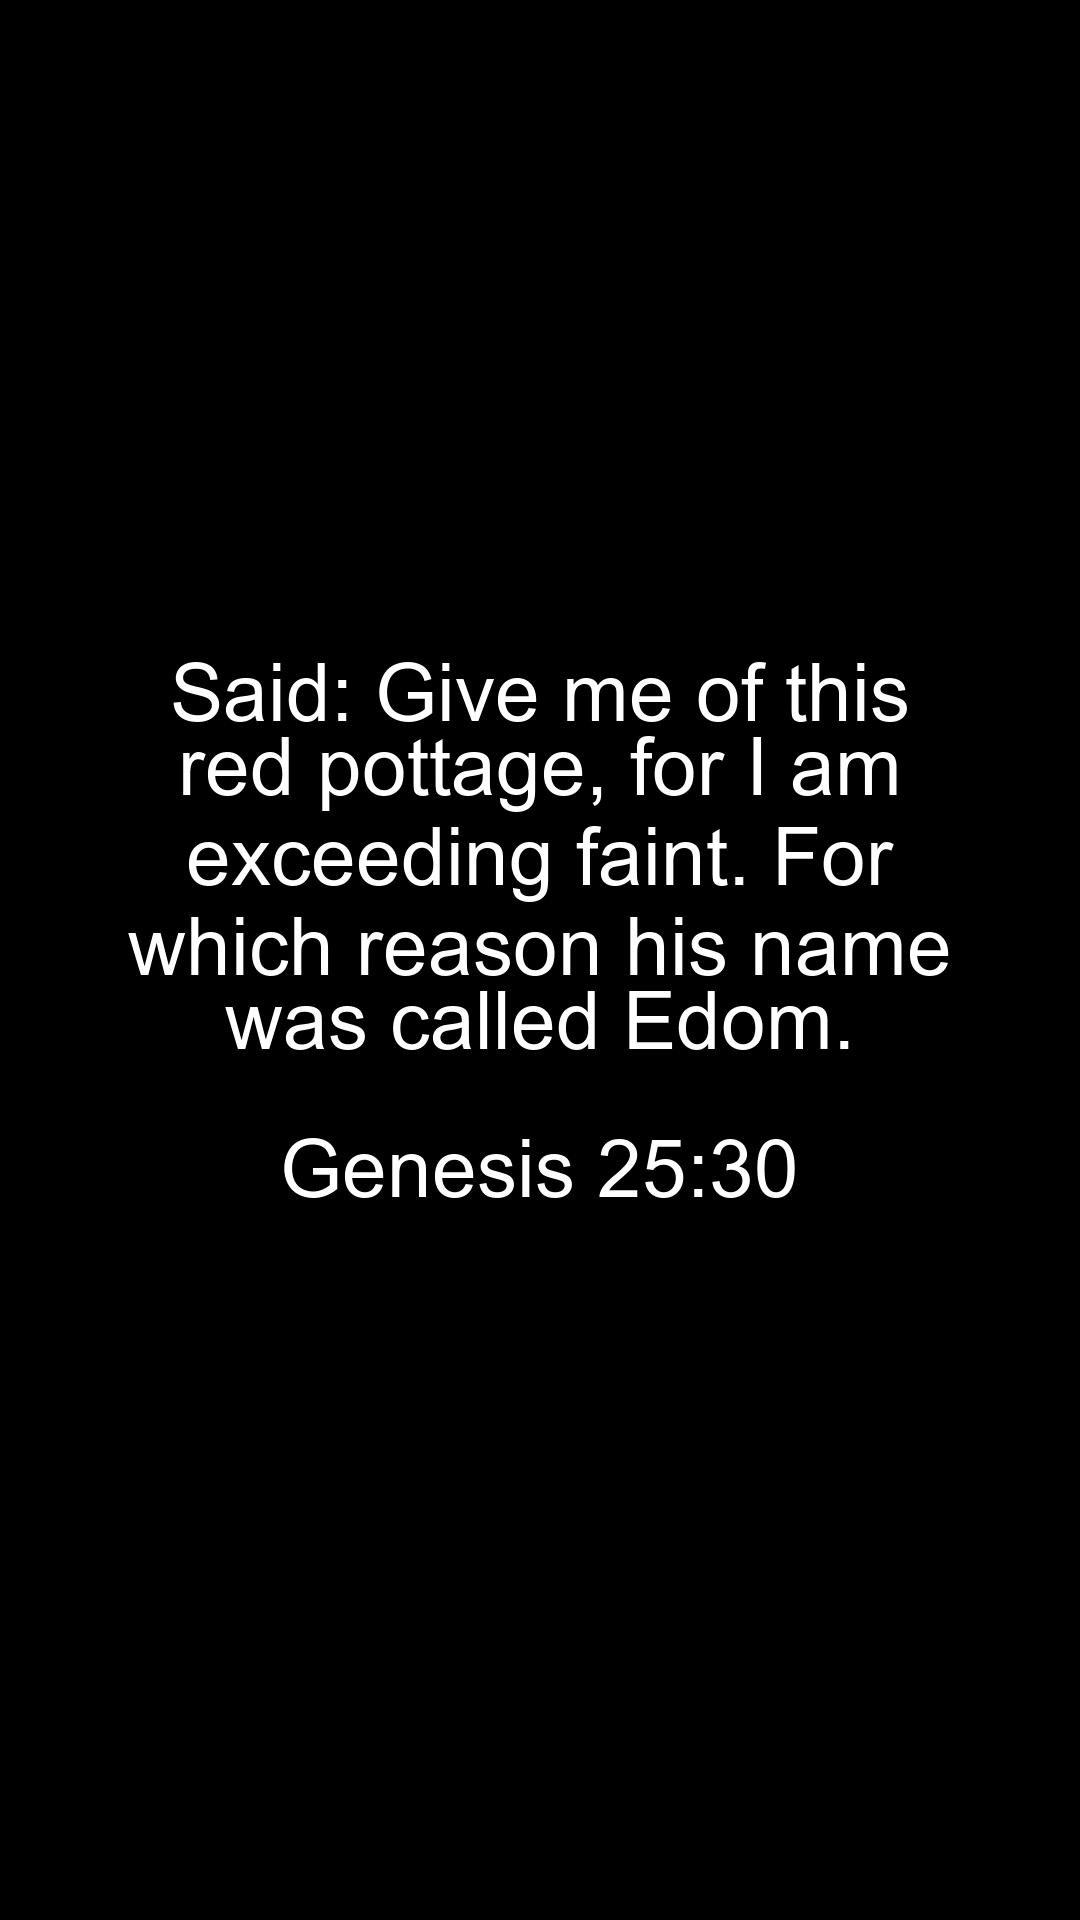 Said: Give me of this
red pottage, for I am
exceeding faint. For
which reason his name
was called Edom.
Genesis 25:30